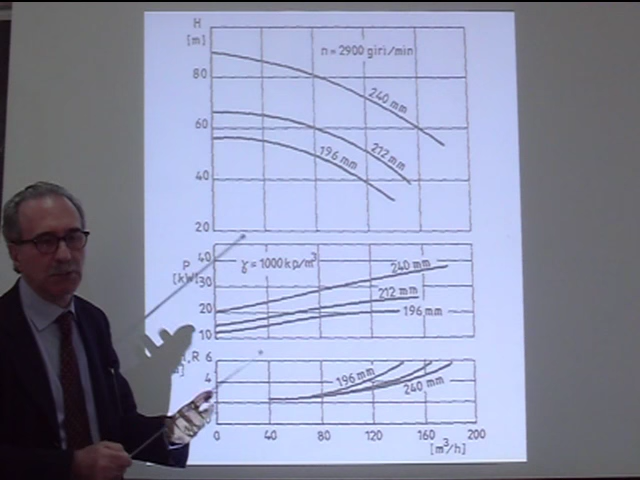 H
[m]
n = 2900 giri/min
80
240 mm
60
212 mm
196 mm
40
20
P
[kW]
40
γ = 1000 kp/m³
240 mm
30
212 mm
20
196 mm
10
,R 6
196 mm
4
240 mm
0 40 80 120 160 200
[m³/h]